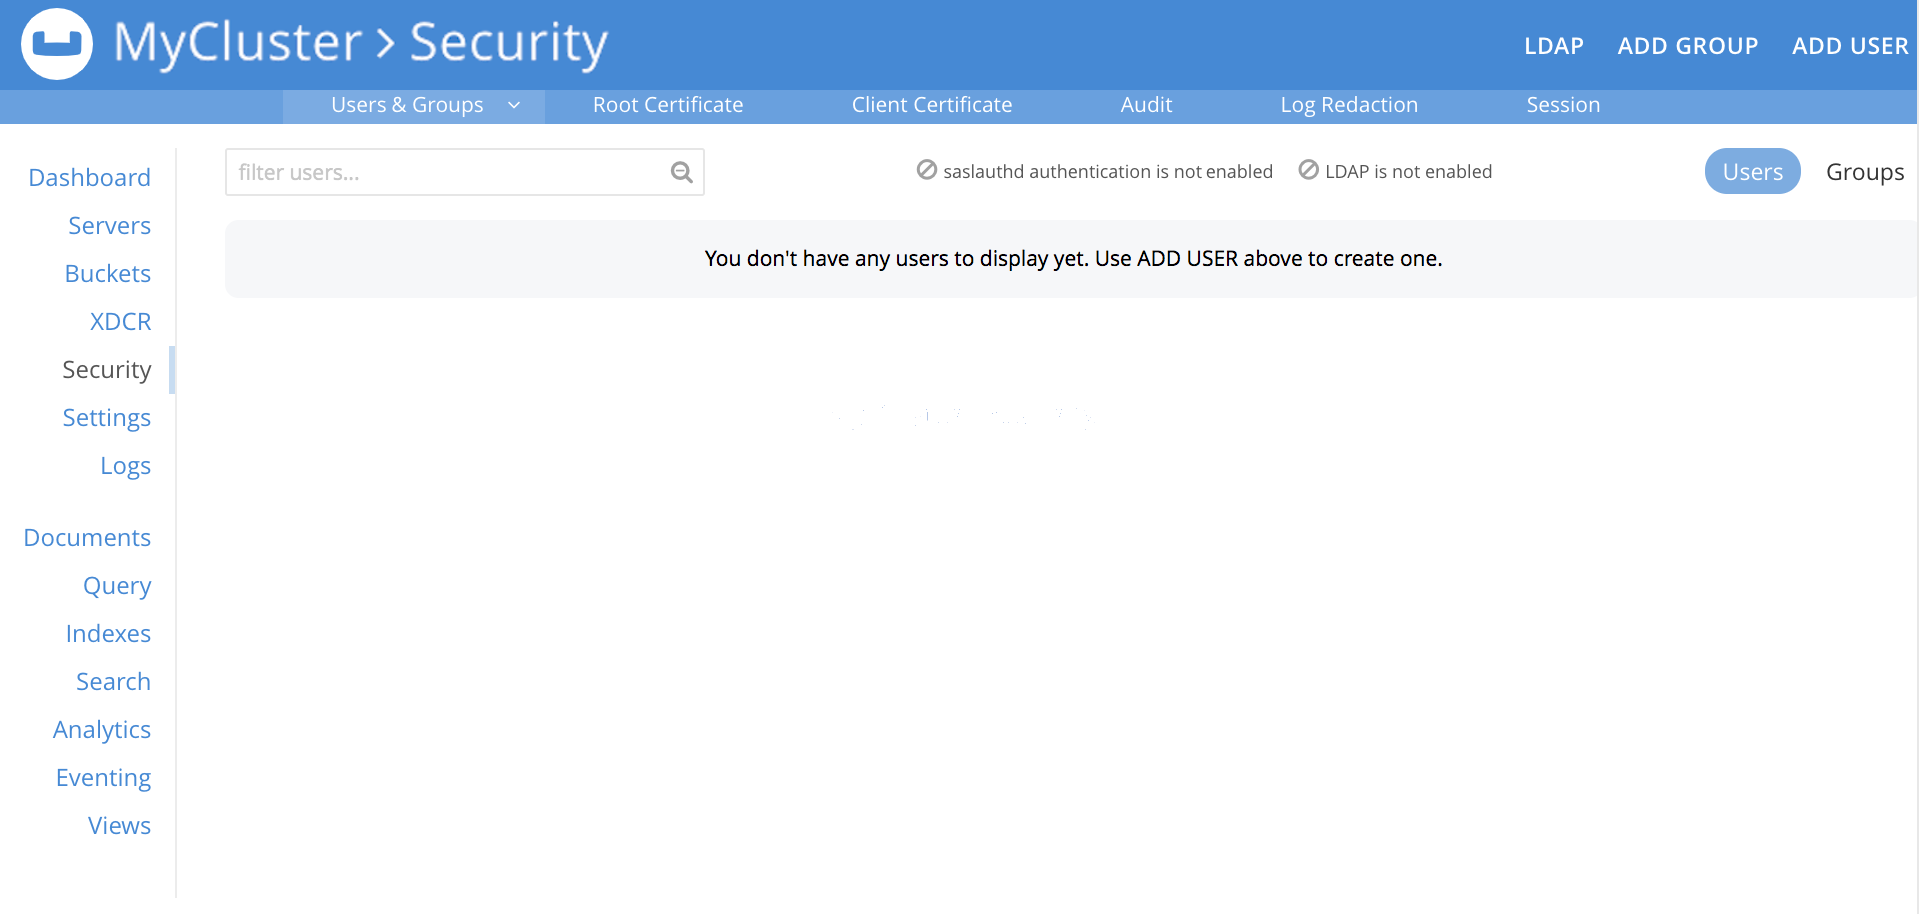 MyCluster > Security
LDAP ADD GROUP ADD USER
Users & Groups Root Certificate Client Certificate Audit Log Redaction Session
filter users...
saslauthd authentication is not enabled LDAP is not enabled
Users Groups
You don't have any users to display yet. Use ADD USER above to create one.
Dashboard
Servers
Buckets
XDCR
Security
Settings
Logs
Documents
Query
Indexes
Search
Analytics
Eventing
Views